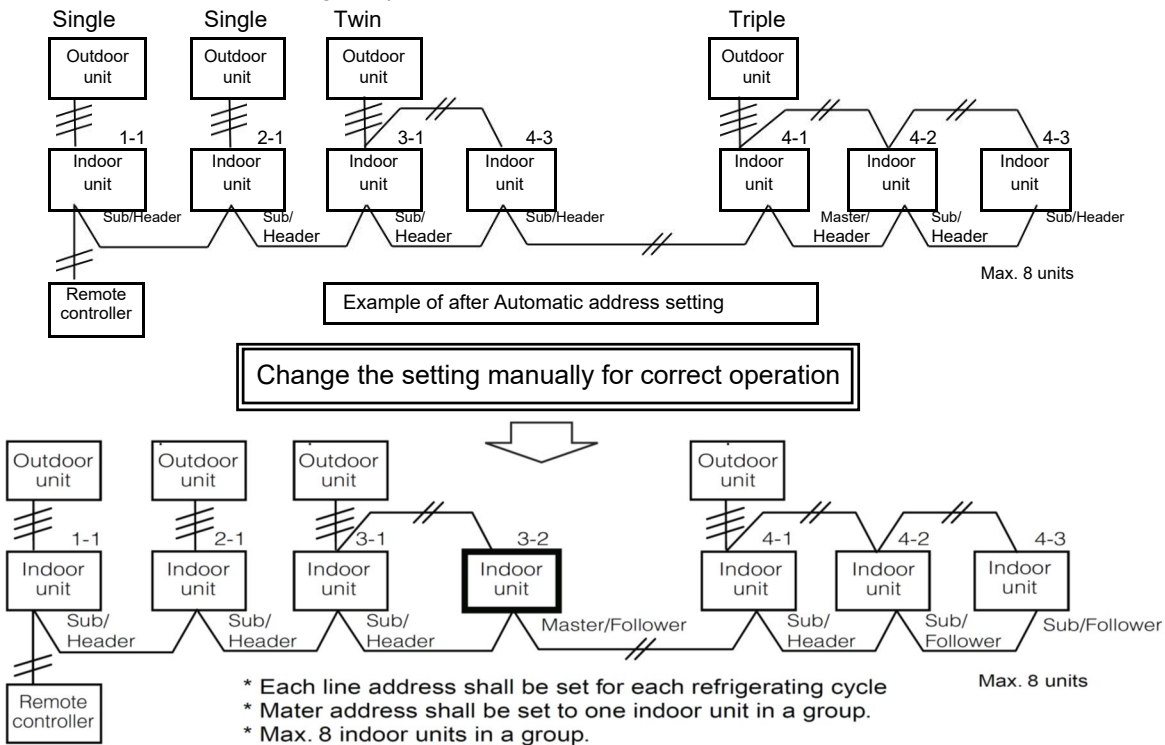 Single Single Twin Triple
Outdoor unit Outdoor unit Outdoor unit Outdoor unit
1-1 2-1 3-1 4-3 4-1 4-2 4-3
Indoor unit Indoor unit Indoor unit Indoor unit Indoor unit Indoor unit Indoor unit
Sub/Header Sub/ Header Sub/ Header Sub/Header Master/ Header Sub/ Header Sub/Header
Max. 8 units
Remote controller
Example of after Automatic address setting
Change the setting manually for correct operation
Outdoor unit Outdoor unit Outdoor unit Outdoor unit
1-1 2-1 3-1 3-2 4-1 4-2 4-3
Indoor unit Indoor unit Indoor unit Indoor unit Indoor unit Indoor unit Indoor unit
Sub/ Header Sub/ Header Sub/ Header Master/Follower Sub/ Header Sub/ Follower Sub/Follower
Max. 8 units
Remote controller
* Each line address shall be set for each refrigerating cycle
* Mater address shall be set to one indoor unit in a group.
* Max. 8 indoor units in a group.